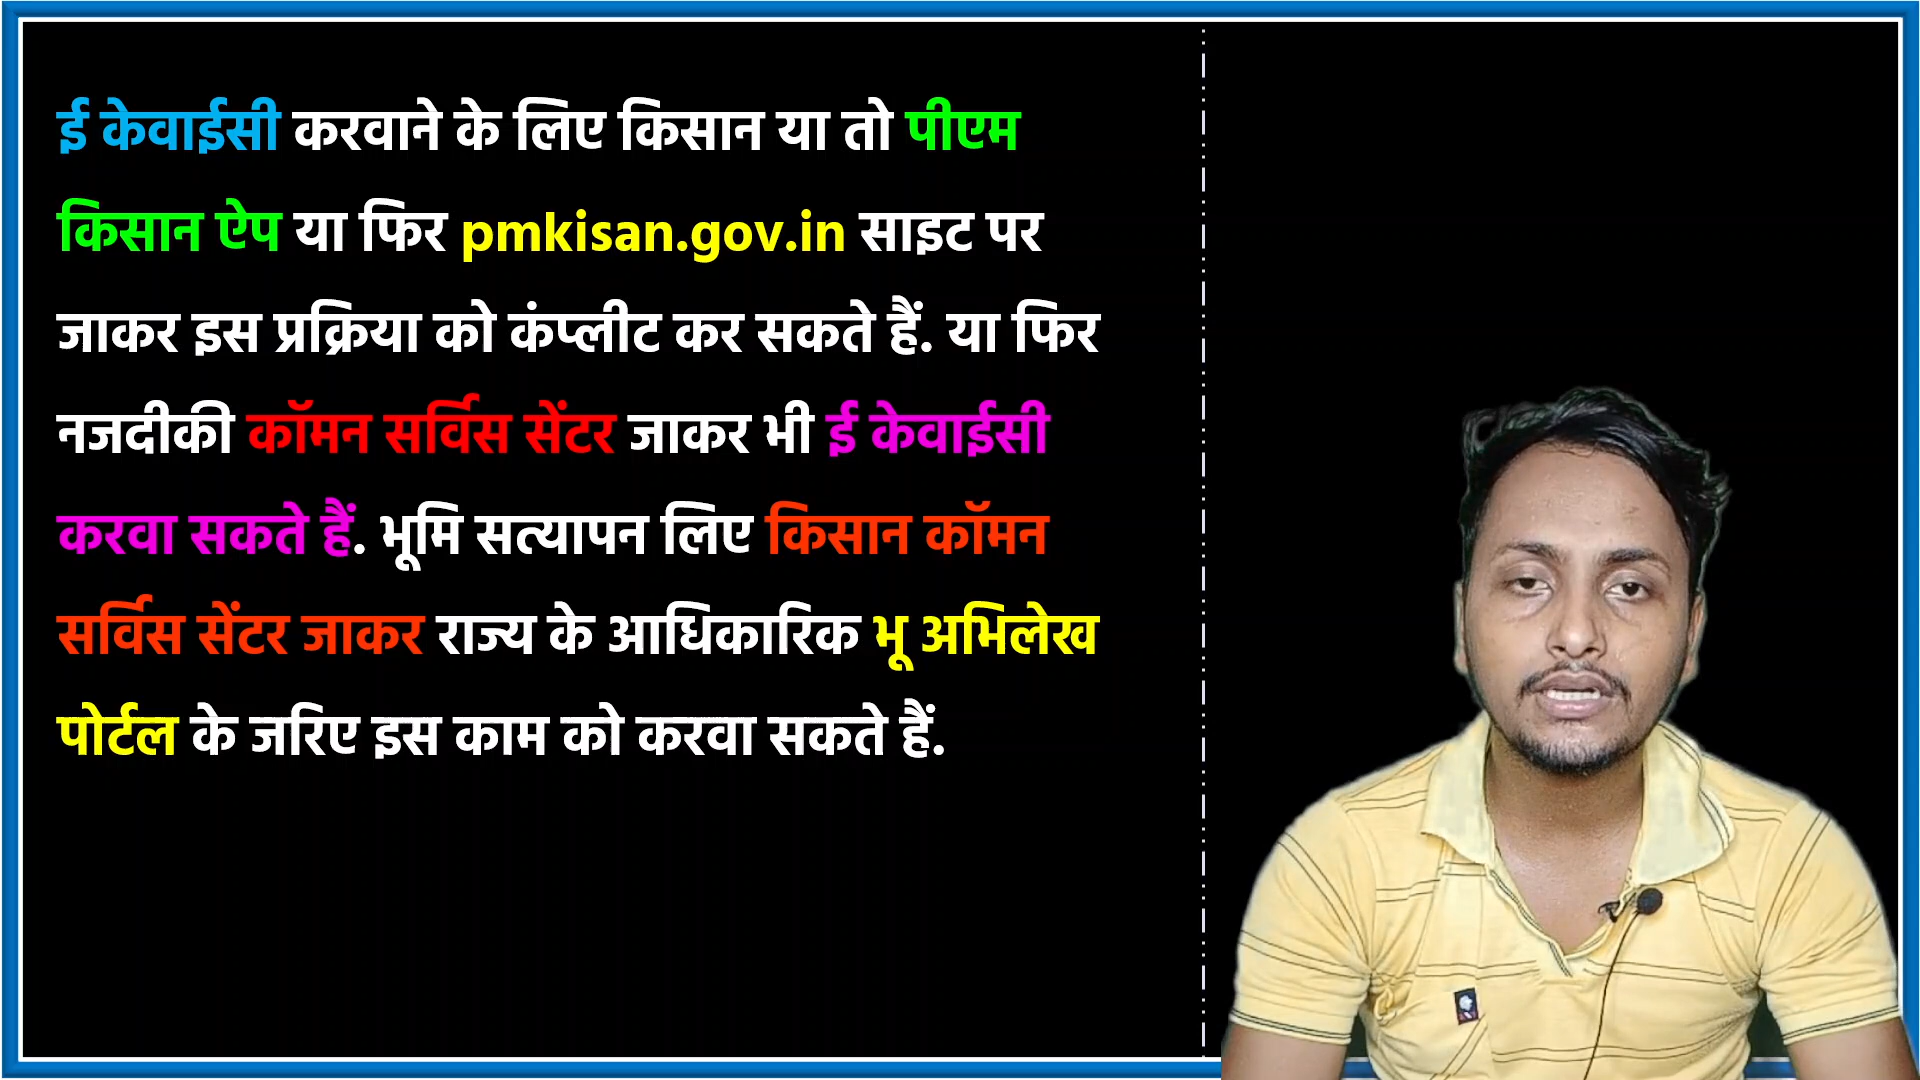 ई केवाईसी करवाने के लिए किसान या तो पीएम
किसान ऐप या फिर pmkisan.gov.in साइट पर
जाकर इस प्रक्रिया को कंप्लीट कर सकते हैं. या फिर
नजदीकी कॉमन सर्विस सेंटर जाकर भी ई केवाईसी
करवा सकते हैं. भूमि सत्यापन लिए किसान कॉमन
सर्विस सेंटर जाकर राज्य के आधिकारिक भू अभिलेख
पोर्टल के जरिए इस काम को करवा सकते हैं.